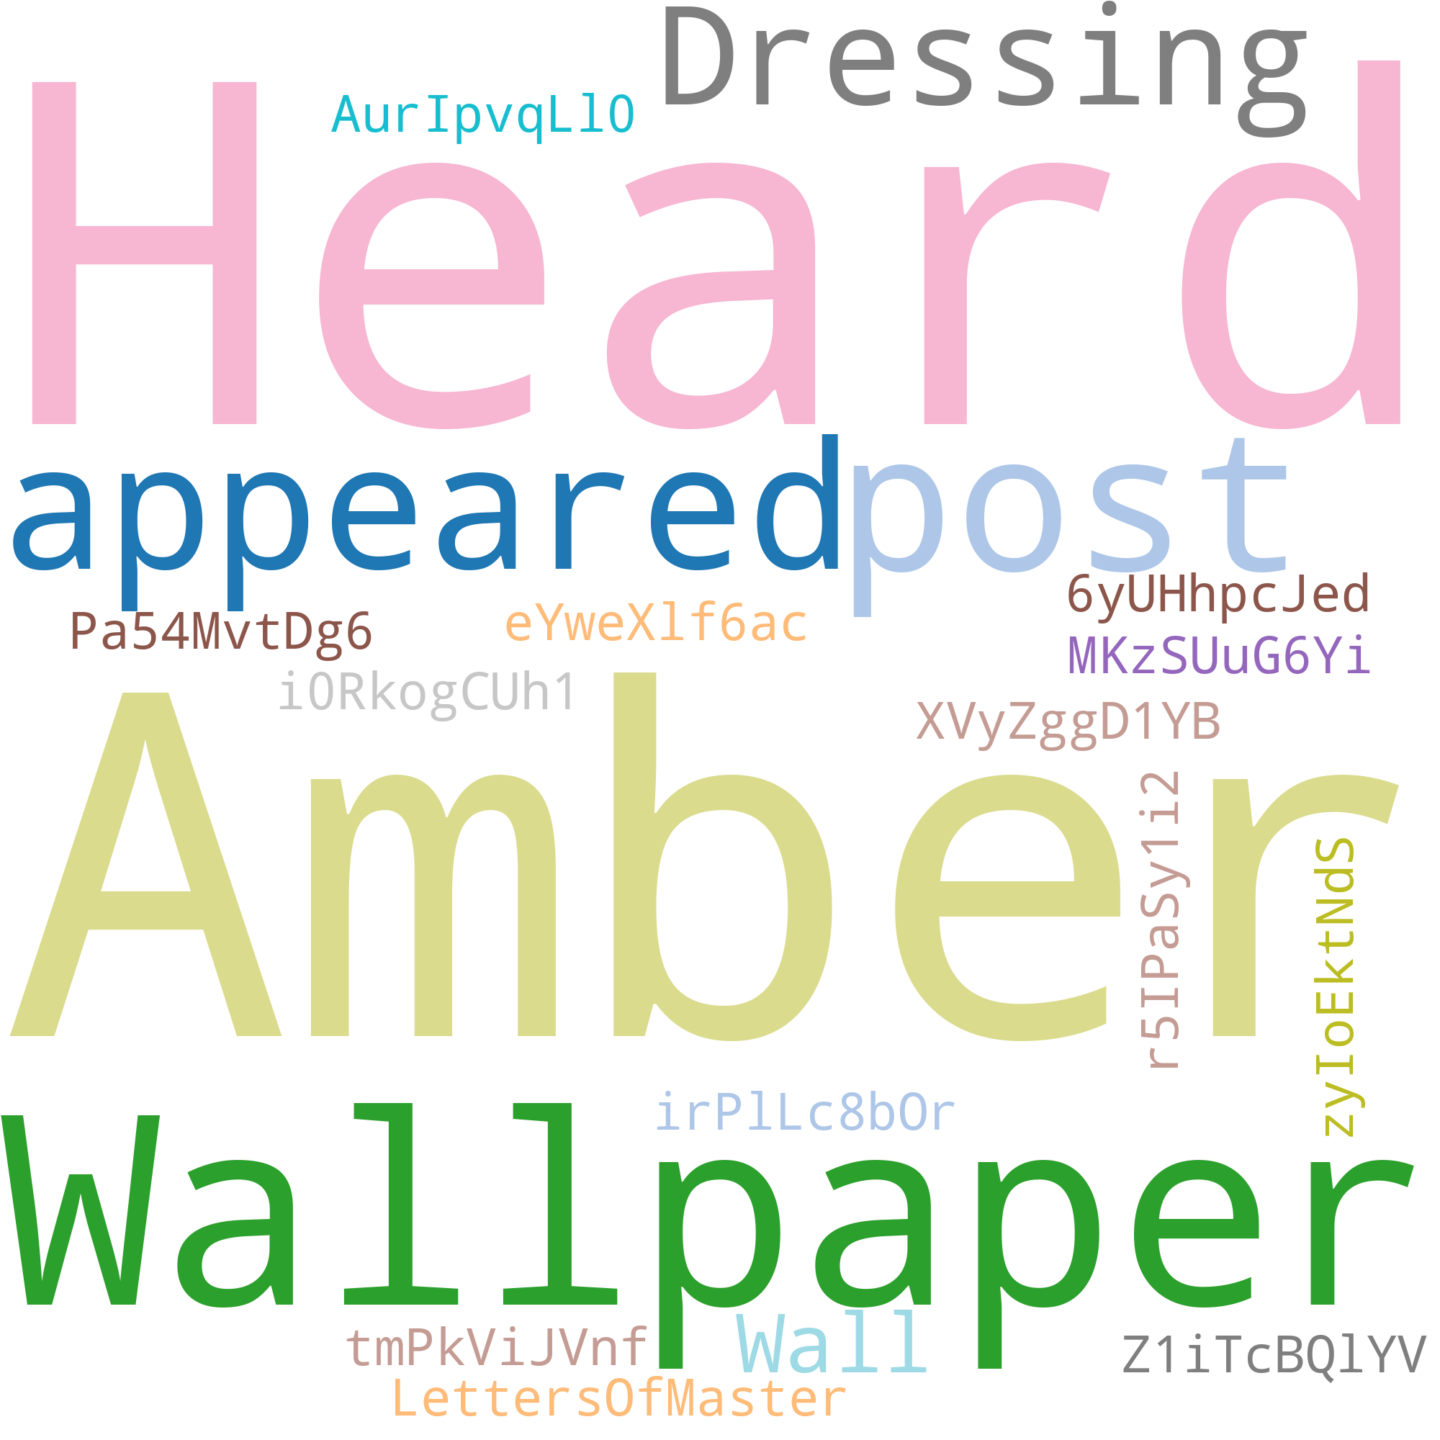 Dressing
AurIpvqLlO
Heard
appeared
post
6yUHhpcJed
Pa54MvtDg6
eYweXlf6ac
MKzSUuG6Yi
i0RkogCUh1
XVyZggD1YB
Amber
r5IPaSy1i2
zyIoEktNdS
irPlLc8bOr
Wallpaper
tmPkViJVnf
Wall
Z1iTcBQlYV
LettersOfMaster